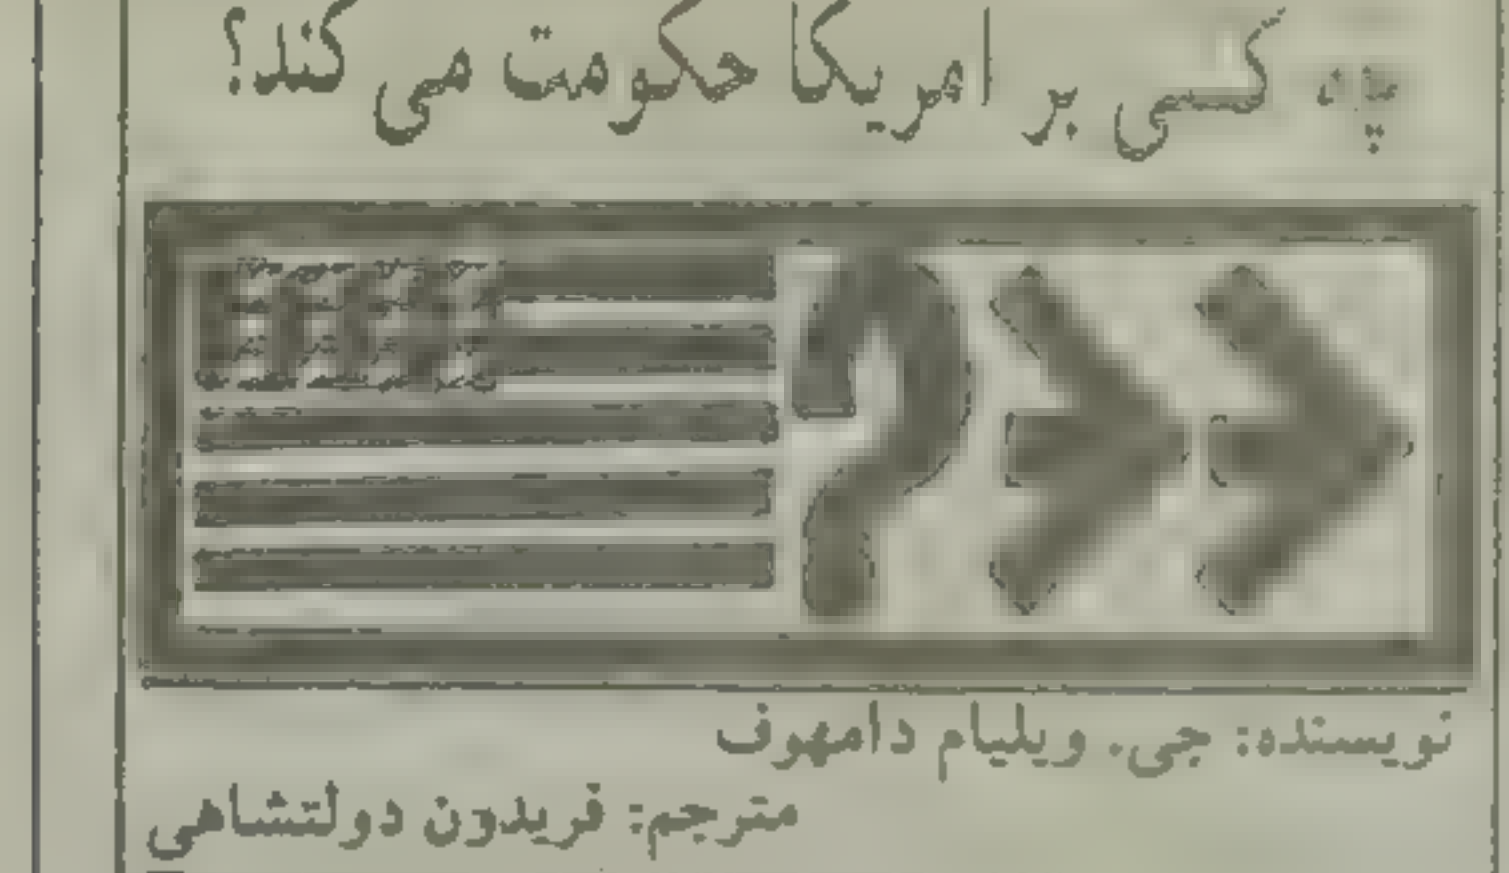 چه کسی بر امریکا حکومت می کند؟
نویسنده: جی. ویلیام دامهوف
مترجم: فریدون دولتشاهی